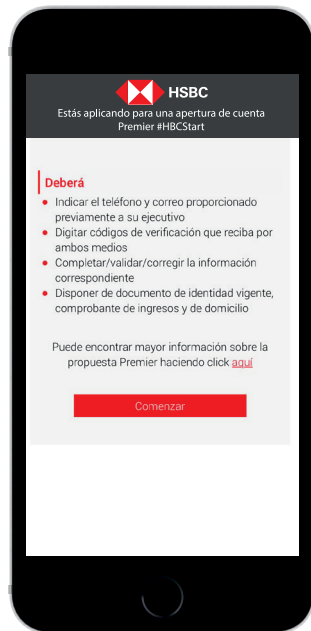 HSBC
Estás aplicando para una apertura de cuenta
Premier #HBCStart
Deberá
• Indicar el teléfono y correo proporcionado
previamente a su ejecutivo
• Digitar códigos de verificación que reciba por
ambos medios
• Completar/validar/corregir la información
correspondiente
• Disponer de documento de identidad vigente,
comprobante de ingresos y de domicilio
Puede encontrar mayor información sobre la
propuesta Premier haciendo click aquí
Comenzar